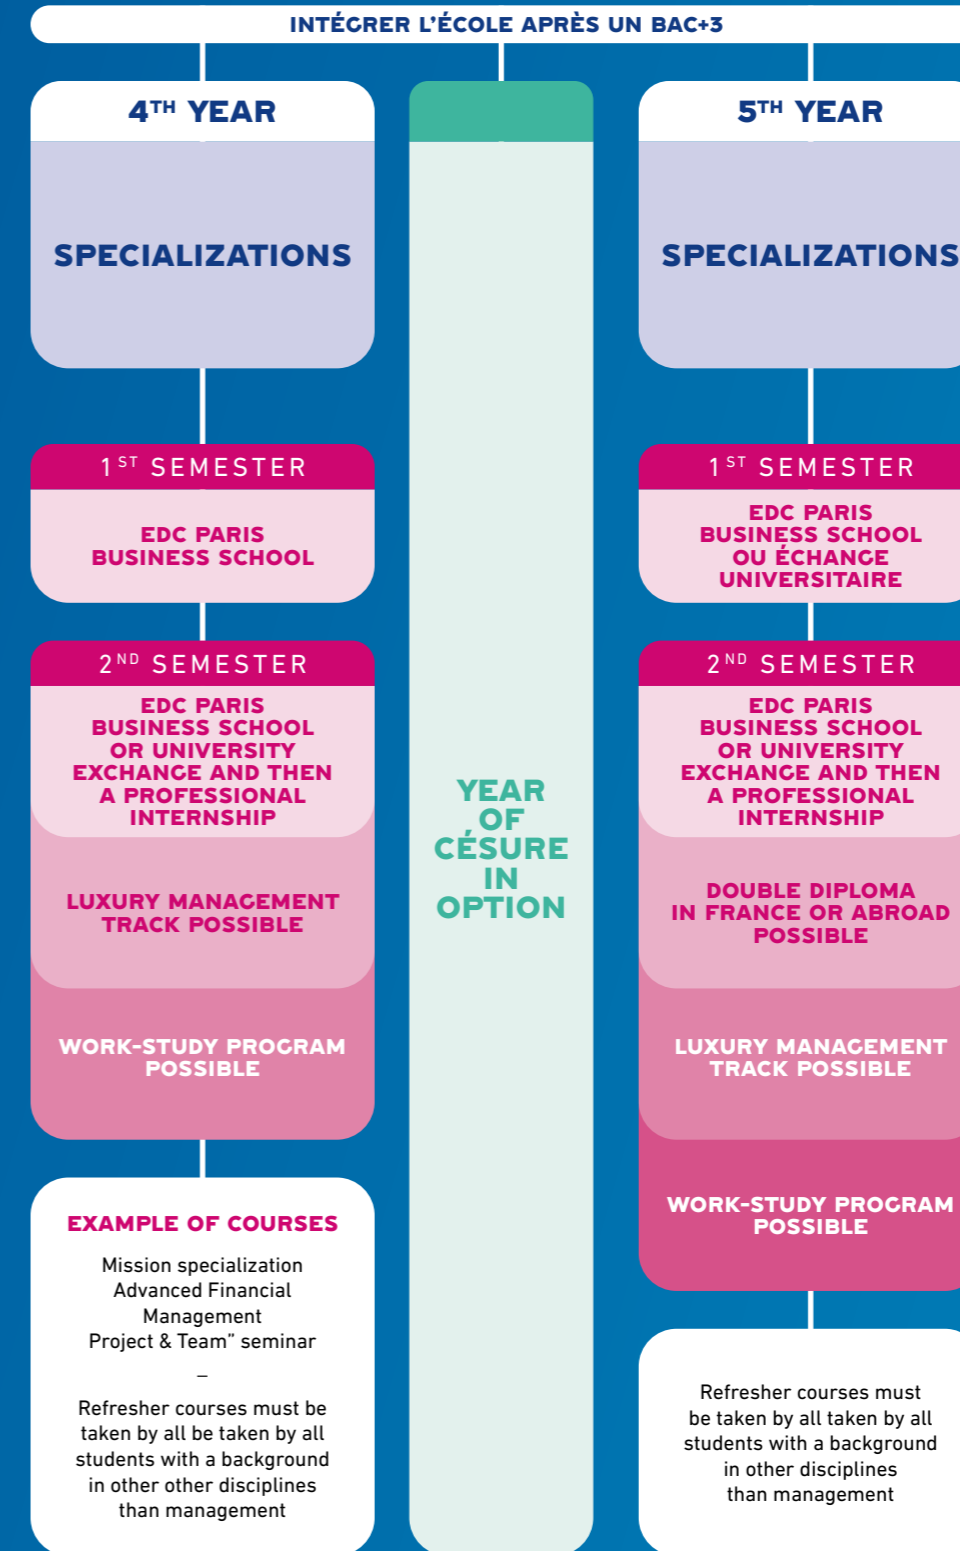 INTÉGRER L'ÉCOLE APRÈS UN BAC+3
4TH YEAR
SPECIALIZATIONS
1ST SEMESTER
EDC PARIS
BUSINESS SCHOOL
2ND SEMESTER
EDC PARIS
BUSINESS SCHOOL
OR UNIVERSITY
EXCHANGE AND THEN
A PROFESSIONAL
INTERNSHIP
LUXURY MANAGEMENT
TRACK POSSIBLE
WORK-STUDY PROGRAM
POSSIBLE
EXAMPLE OF COURSES
Mission specialization
Advanced Financial
Management
Project & Team” seminar
–
Refresher courses must be
taken by all be taken by all
students with a background
in other other disciplines
than management
YEAR
OF
CÉSURE
IN
OPTION
5TH YEAR
SPECIALIZATIONS
1ST SEMESTER
EDC PARIS
BUSINESS SCHOOL
OU ÉCHANGE
UNIVERSITAIRE
2ND SEMESTER
EDC PARIS
BUSINESS SCHOOL
OR UNIVERSITY
EXCHANGE AND THEN
A PROFESSIONAL
INTERNSHIP
DOUBLE DIPLOMA
IN FRANCE OR ABROAD
POSSIBLE
LUXURY MANAGEMENT
TRACK POSSIBLE
WORK-STUDY PROGRAM
POSSIBLE
Refresher courses must
be taken by all taken by all
students with a background
in other disciplines
than management